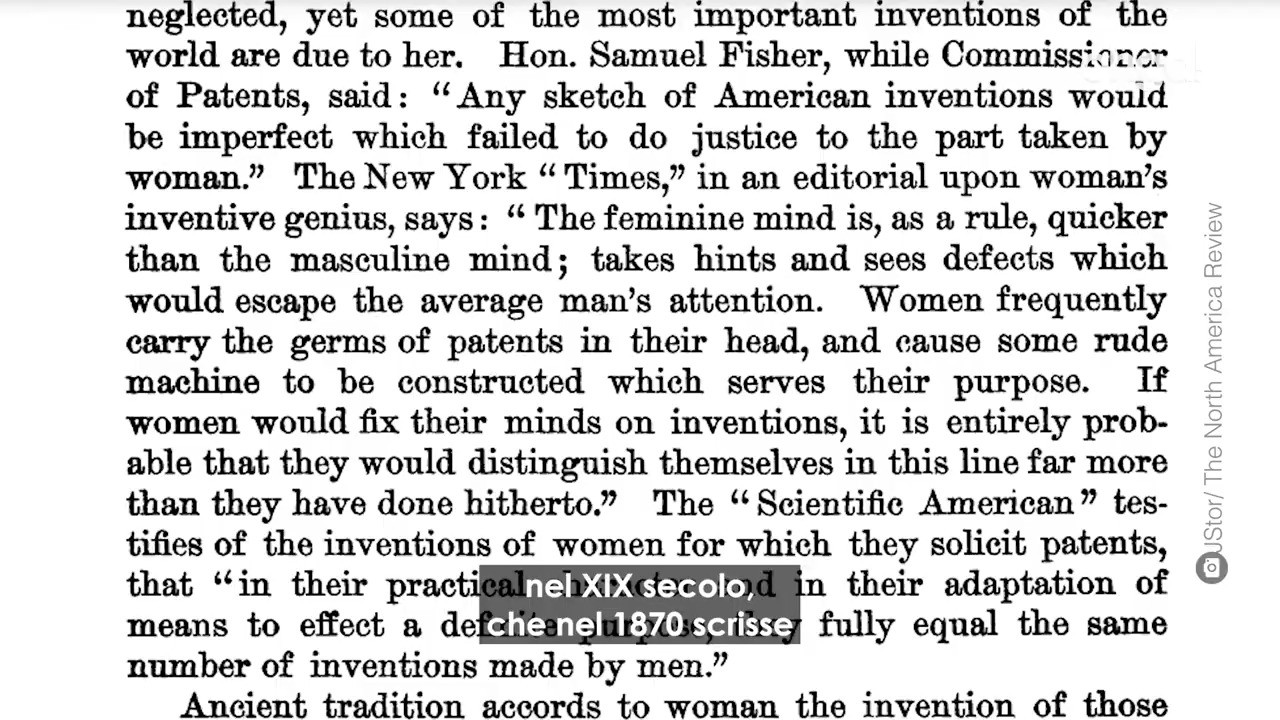 neglected, yet some of the most important inventions of the
world are due to her. Hon. Samuel Fisher, while Commissioner
of Patents, said: “Any sketch of American inventions would
be imperfect which failed to do justice to the part taken by
woman.” The New York “Times,” in an editorial upon woman’s
inventive genius, says: “The feminine mind is, as a rule, quicker
than the masculine mind; takes hints and sees defects which
would escape the average man’s attention. Women frequently
carry the germs of patents in their head, and cause some rude
machine to be constructed which serves their purpose. If
women would fix their minds on inventions, it is entirely prob-
able that they would distinguish themselves in this line far more
than they have done hitherto.” The “Scientific American” tes-
tifies of the inventions of women for which they solicit patents,
that “in their practical and in their adaptation of
means to effect a definite purpose, they fully equal the same
number of inventions made by men.”
Ancient tradition accords to woman the invention of those
nel XIX secolo,
che nel 1870 scrisse
JStor/ The North America Review